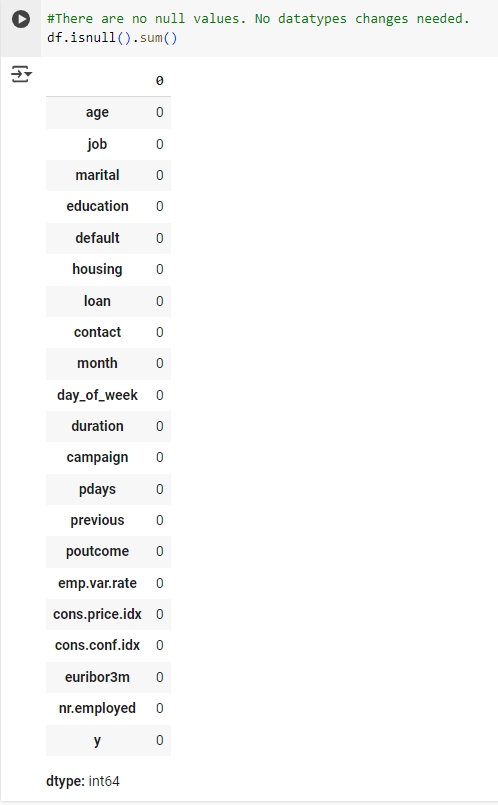 #There are no null values. No datatypes changes needed.
df.isnull().sum()
0
age 0
job 0
marital 0
education 0
default 0
housing 0
loan 0
contact 0
month 0
day_of_week 0
duration 0
campaign 0
pdays 0
previous 0
poutcome 0
emp.var.rate 0
cons.price.idx 0
cons.conf.idx 0
euribor3m 0
nr.employed 0
y 0
dtype: int64